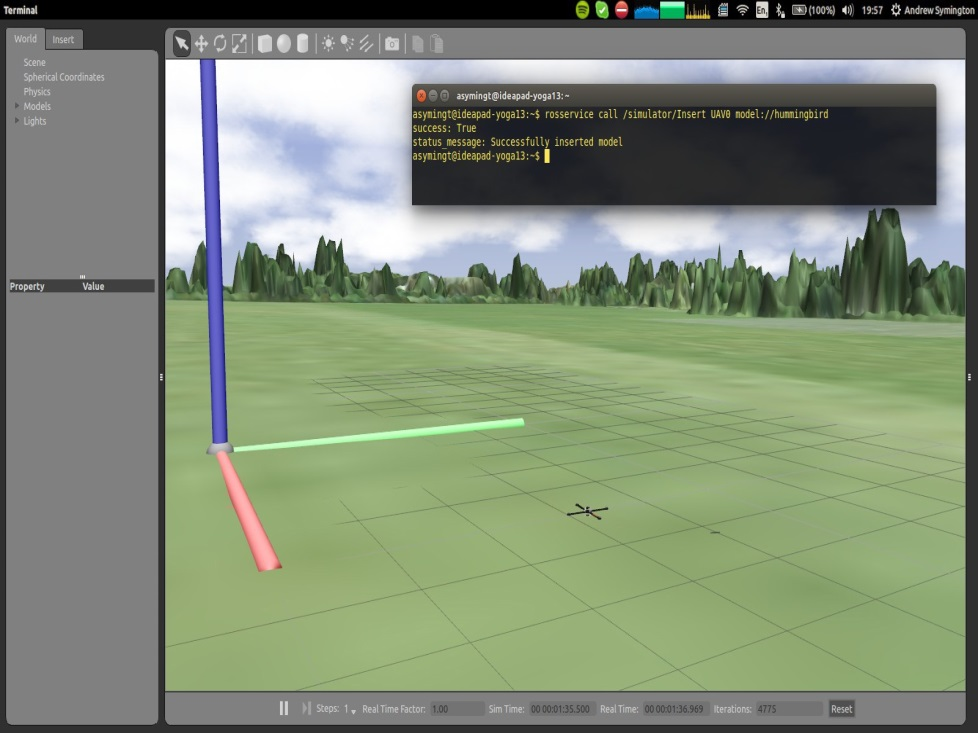 Terminal
En
(100%)
19:57
Andrew Symington
World
Insert
Scene
Spherical Coordinates
Physics
Models
Lights
Property Value
asymingt@ideapad-yoga13: ~
asymingt@ideapad-yoga13:~$ rosservice call /simulator/Insert UAV0 model://hummingbird
success: True
status_message: Successfully inserted model
asymingt@ideapad-yoga13:~$
Steps: 1 Real Time Factor: 1.00 Sim Time: 00 00:01:35.500 Real Time: 00 00:01:36.969 Iterations: 4775 Reset